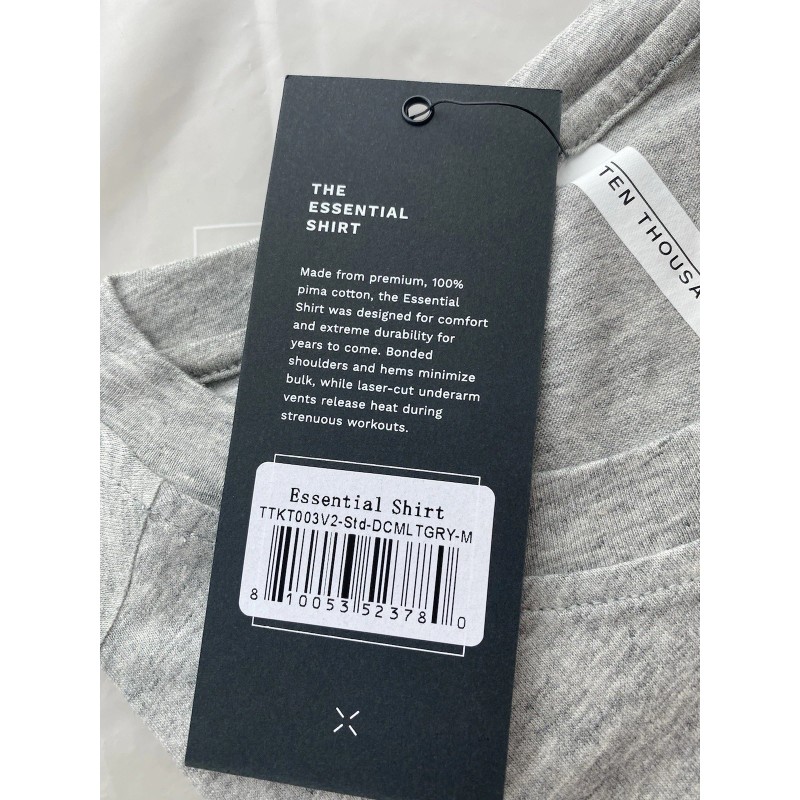 THE
ESSENTIAL
SHIRT
Made from premium, 100%
pima cotton, the Essential
Shirt was designed for comfort
and extreme durability for
years to come. Bonded
shoulders and hems minimize
bulk, while laser-cut underarm
vents release heat during
strenuous workouts.
Essential Shirt
TTKT003V2-Std-DCMLTGRY-M
8 10053 52378 0
TEN THOUSA